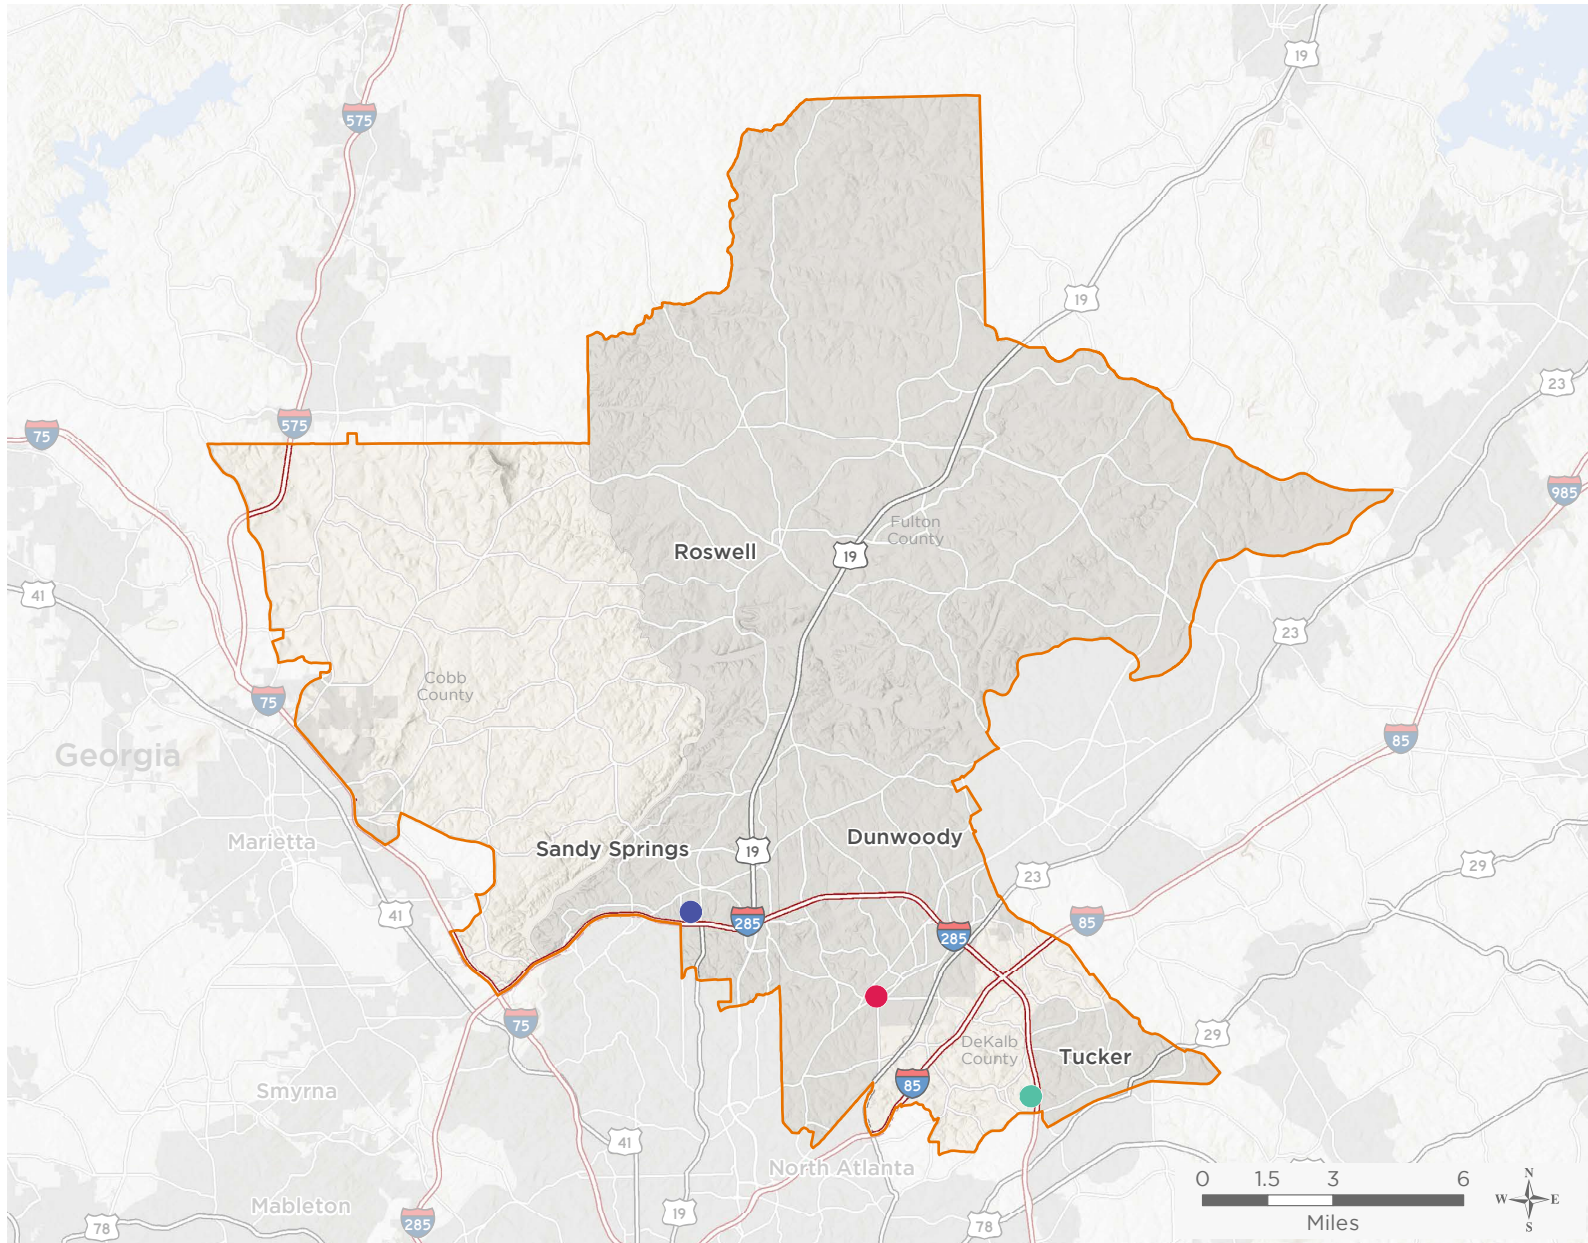 19
575
19
23
575
75
985
Fulton
County
Roswell
19
41
23
Cobb
County
75
85
Georgia
Dunwoody
Marietta
Sandy Springs
19
29
23
41
285
85
285
75
29
DeKalb
County
Tucker
85
Smyrna
41
North Atlanta
0 1.5 3 6
Miles
N
W E
S
Mableton
285
78
19
78